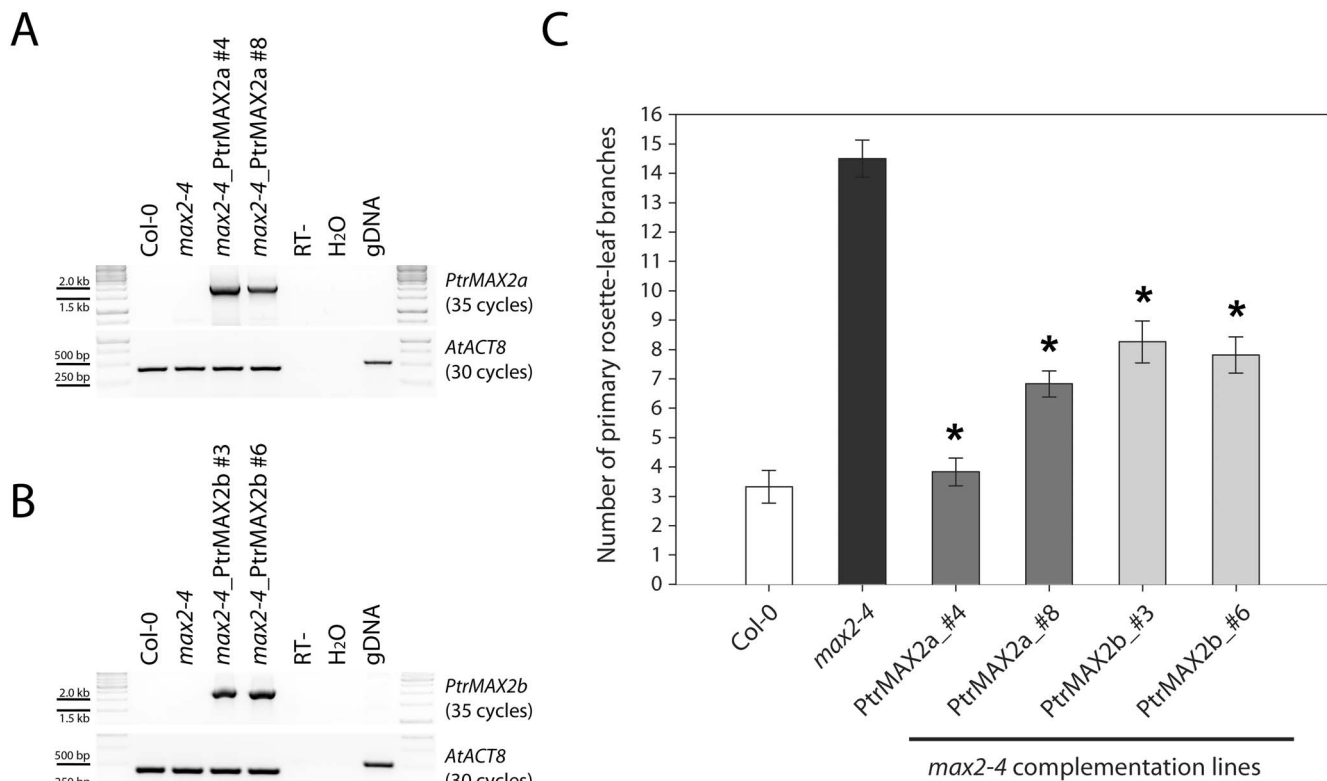 A
Col-0
max2-4
max2-4_PtrMAX2a #4
max2-4_PtrMAX2a #8
RT-
H2O
gDNA
2.0 kb
1.5 kb
PtrMAX2a
(35 cycles)
500 bp
250 bp
AtACT8
(30 cycles)
B
Col-0
max2-4
max2-4_PtrMAX2b #3
max2-4_PtrMAX2b #6
RT-
H2O
gDNA
2.0 kb
1.5 kb
PtrMAX2b
(35 cycles)
500 bp
250 bp
AtACT8
(30 cycles)
C
Number of primary rosette-leaf branches
16
15
14
13
12
11
10
9
8
7
6
5
4
3
2
1
0
*
*
*
*
Col-0
max2-4
PtrMAX2a_#4
PtrMAX2a_#8
PtrMAX2b_#3
PtrMAX2b_#6
max2-4 complementation lines